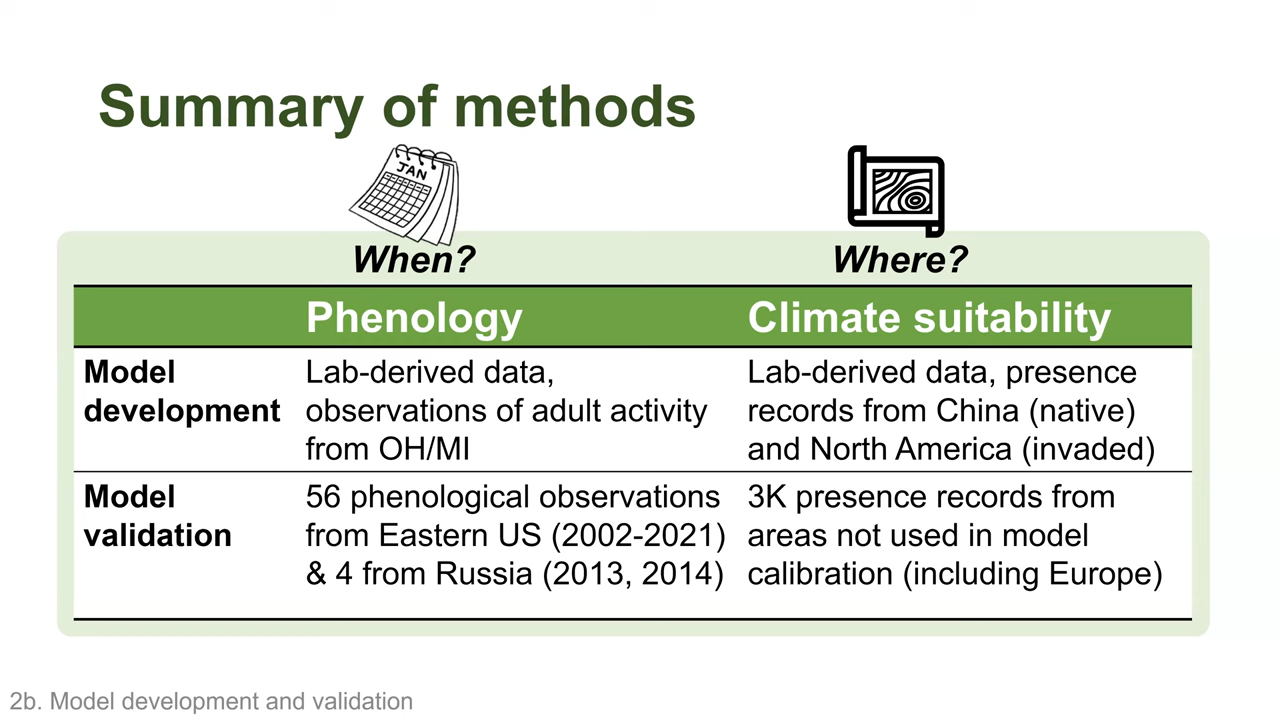 Summary of methods
JAN
When?
Where?
Phenology
Climate suitability
Model
development
Lab-derived data,
observations of adult activity
from OH/MI
Lab-derived data, presence
records from China (native)
and North America (invaded)
Model
validation
56 phenological observations
from Eastern US (2002-2021)
& 4 from Russia (2013, 2014)
3K presence records from
areas not used in model
calibration (including Europe)
2b. Model development and validation